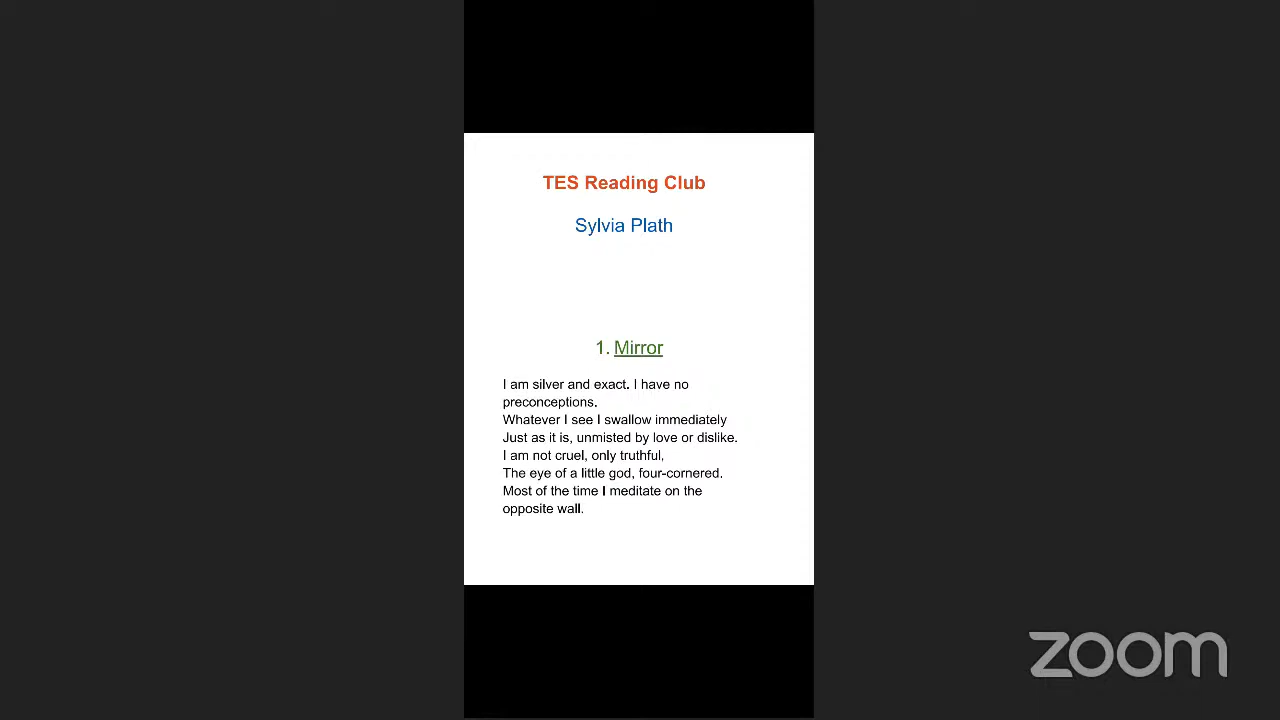 TES Reading Club
Sylvia Plath
1. Mirror
I am silver and exact. I have no
preconceptions.
Whatever I see I swallow immediately
Just as it is, unmisted by love or dislike.
I am not cruel, only truthful,
The eye of a little god, four-cornered.
Most of the time I meditate on the
opposite wall.
zoom